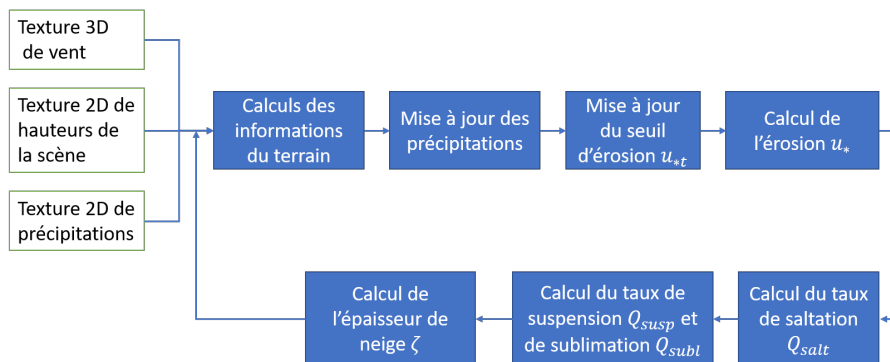 Texture 3D
de vent
Texture 2D de
hauteurs de
la scène
Texture 2D de
précipitations
Calculs des
informations
du terrain
Mise à jour des
précipitations
Mise à jour
du seuil
d’érosion u∗t
Calcul de
l’érosion u∗
Calcul du taux
de saltation
Qsalt
Calcul du taux de
suspension Qsusp et
de sublimation Qsubl
Calcul de
l’épaisseur de
neige ζ